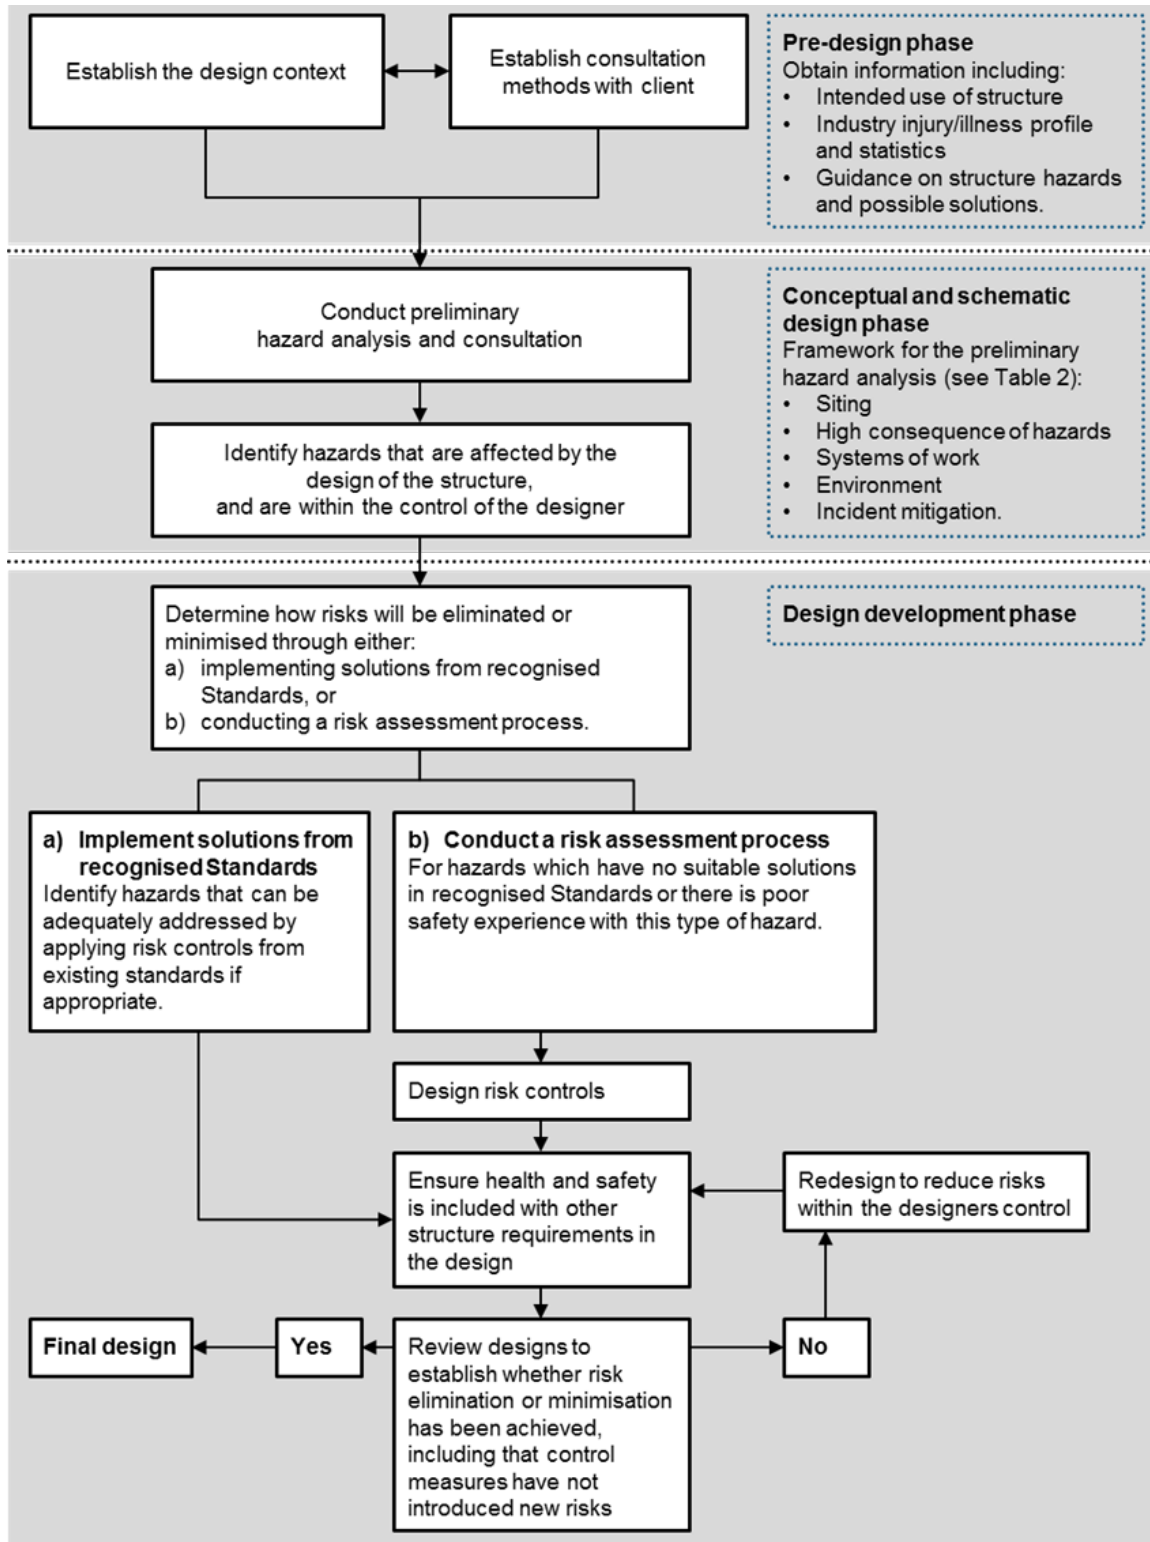 Establish the design context
Establish consultation
methods with client
Pre-design phase
Obtain information including:
• Intended use of structure
• Industry injury/illness profile
and statistics
• Guidance on structure hazards
and possible solutions.
Conduct preliminary
hazard analysis and consultation
Identify hazards that are affected by the
design of the structure,
and are within the control of the designer
Conceptual and schematic
design phase
Framework for the preliminary
hazard analysis (see Table 2):
• Siting
• High consequence of hazards
• Systems of work
• Environment
• Incident mitigation.
Design development phase
Determine how risks will be eliminated or
minimised through either:
a) implementing solutions from recognised
Standards, or
b) conducting a risk assessment process.
a) Implement solutions from
recognised Standards
Identify hazards that can be
adequately addressed by
applying risk controls from
existing standards if
appropriate.
b) Conduct a risk assessment process
For hazards which have no suitable solutions
in recognised Standards or there is poor
safety experience with this type of hazard.
Design risk controls
Ensure health and safety
is included with other
structure requirements in
the design
Redesign to reduce risks
within the designers control
Final design
Yes
Review designs to
establish whether risk
elimination or minimisation
has been achieved,
including that control
measures have not
introduced new risks
No